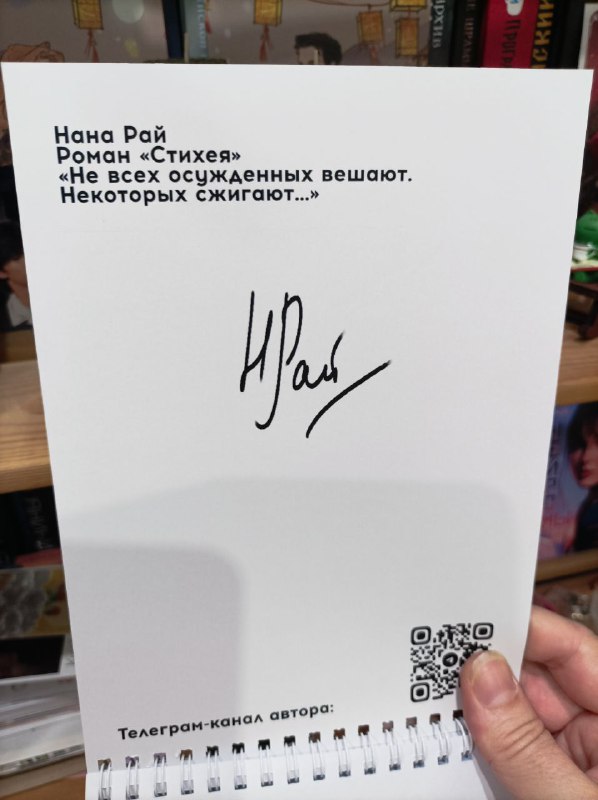 Нана Рай
Роман «Стихея»
«Не всех осужденных вешают.
Некоторых сжигают...»
НРай
Телеграм-канал автора: